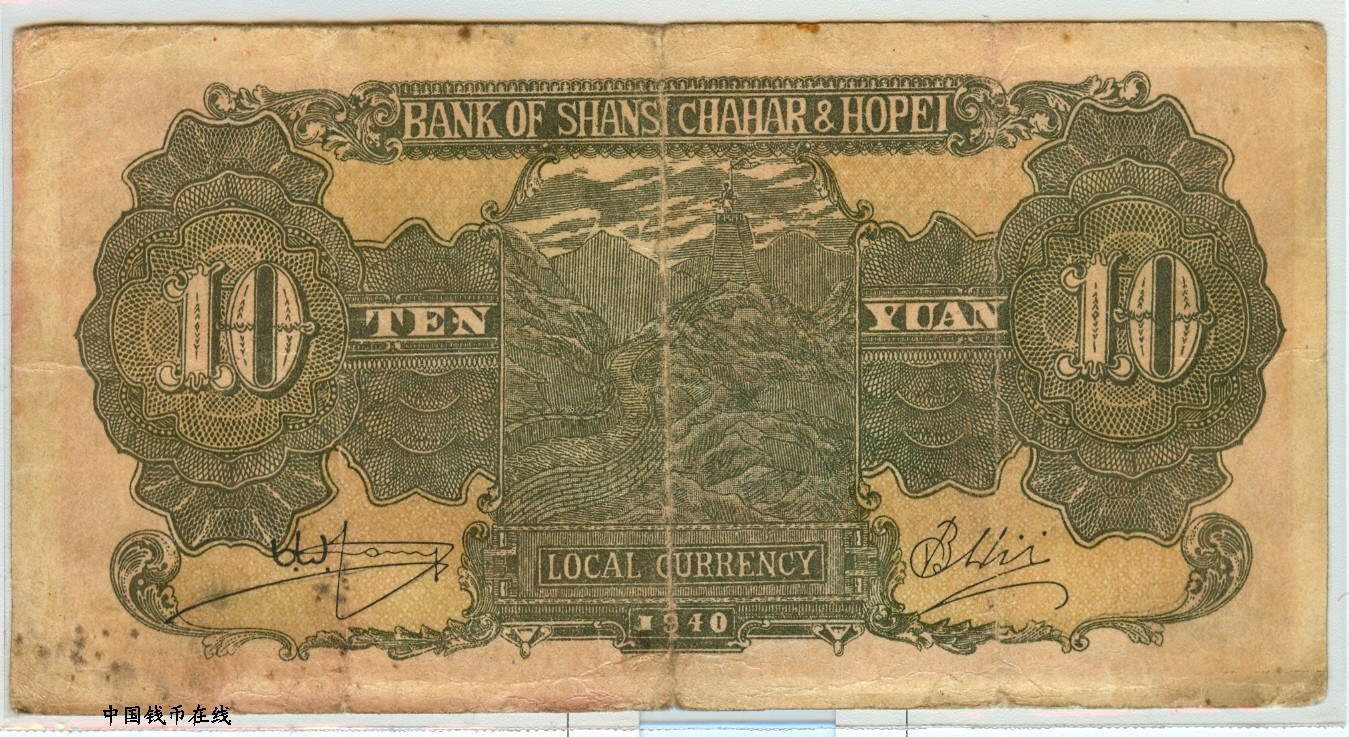 BANK OF SHANSI CHAHAR & HOPEI
10
TEN
YUAN
10
LOCAL CURRENCY
1940
中国钱币在线